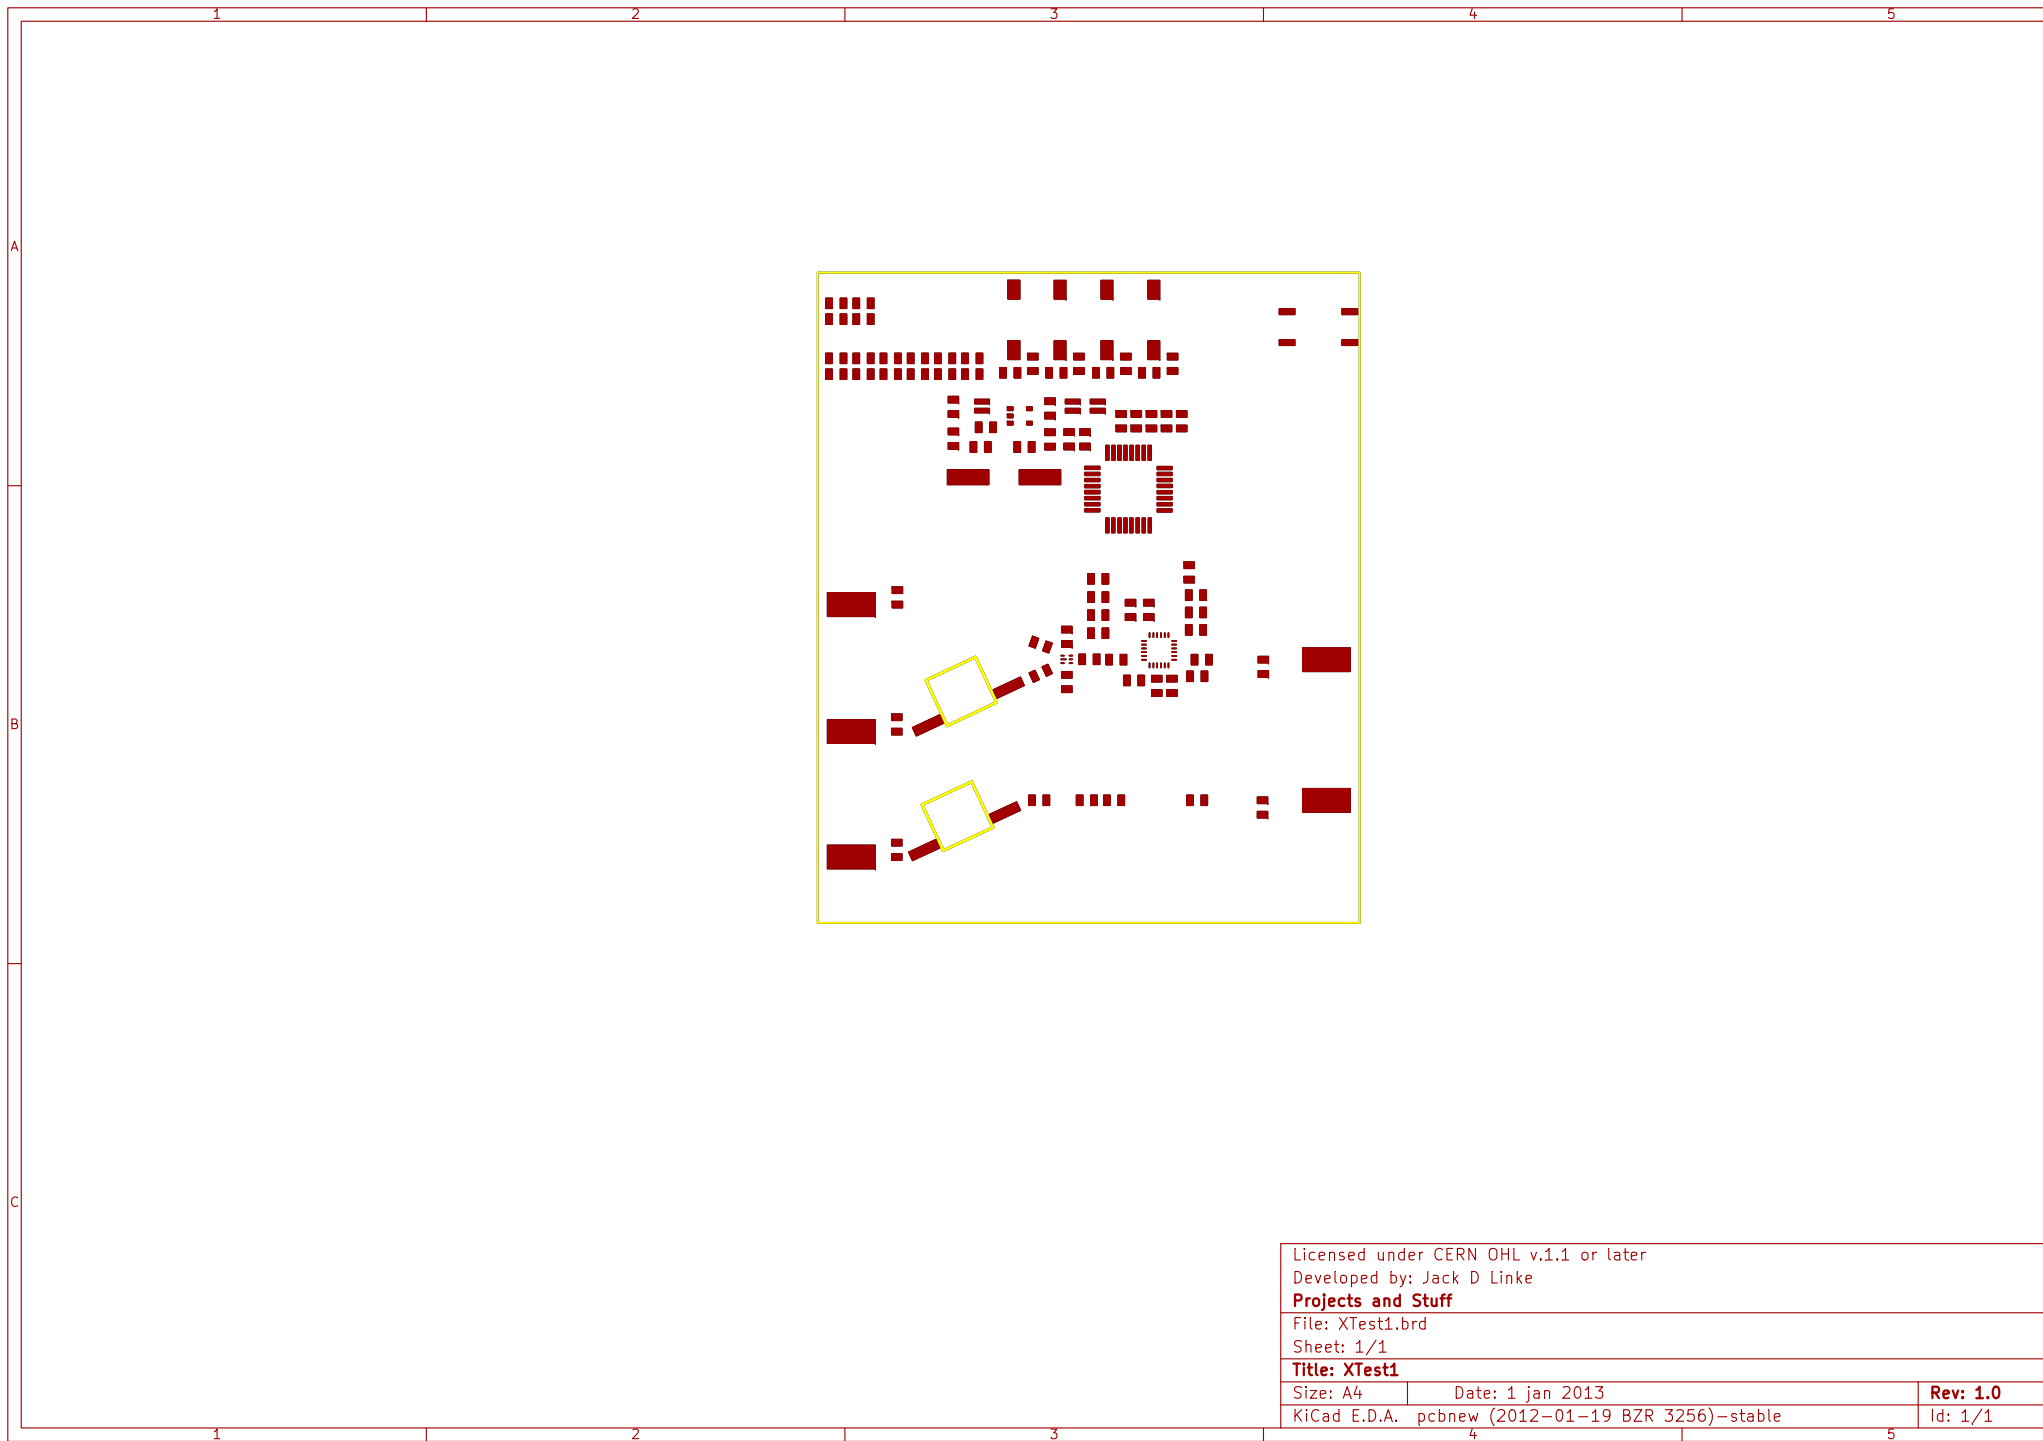 1 2 3 4 5
A
B
C
Licensed under CERN OHL v.1.1 or later
Developed by: Jack D Linke
Projects and Stuff
File: XTest1.brd
Sheet: 1/1
Title: XTest1
Size: A4 Date: 1 jan 2013 Rev: 1.0
KiCad E.D.A. pcbnew (2012-01-19 BZR 3256)-stable Id: 1/1
1 2 3 4 5